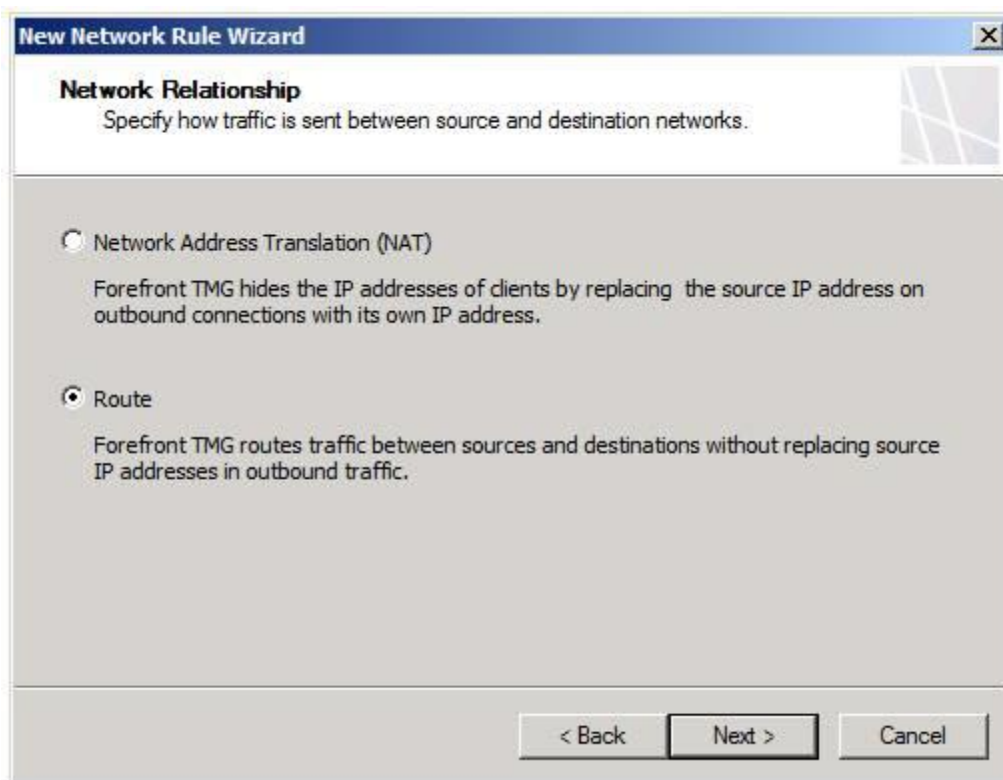 New Network Rule Wizard
Network Relationship
Specify how traffic is sent between source and destination networks.
Network Address Translation (NAT)
Forefront TMG hides the IP addresses of clients by replacing the source IP address on
outbound connections with its own IP address.
Route
Forefront TMG routes traffic between sources and destinations without replacing source
IP addresses in outbound traffic.
< Back Next > Cancel